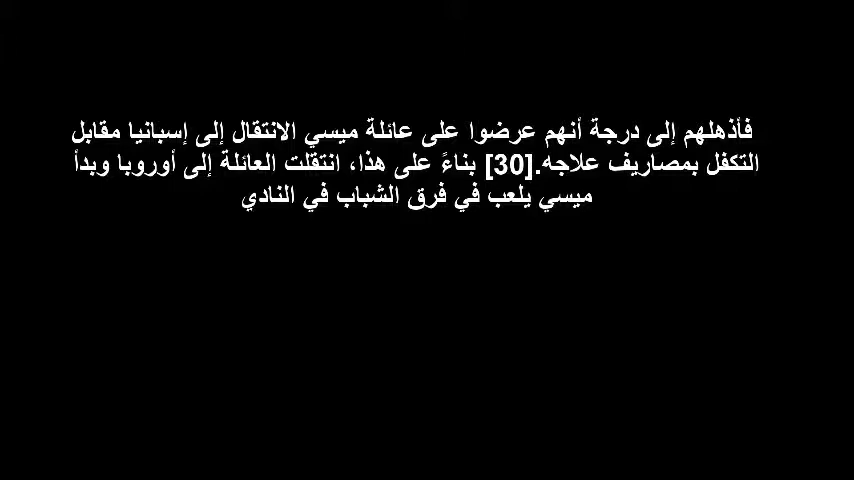 فأذهلهم إلى درجة أنهم عرضوا على عائلة ميسي الانتقال إلى إسبانيا مقابل
التكفل بمصاريف علاجه.[30] بناءً على هذا، انتقلت العائلة إلى أوروبا وبدأ
ميسي يلعب في فرق الشباب في النادي